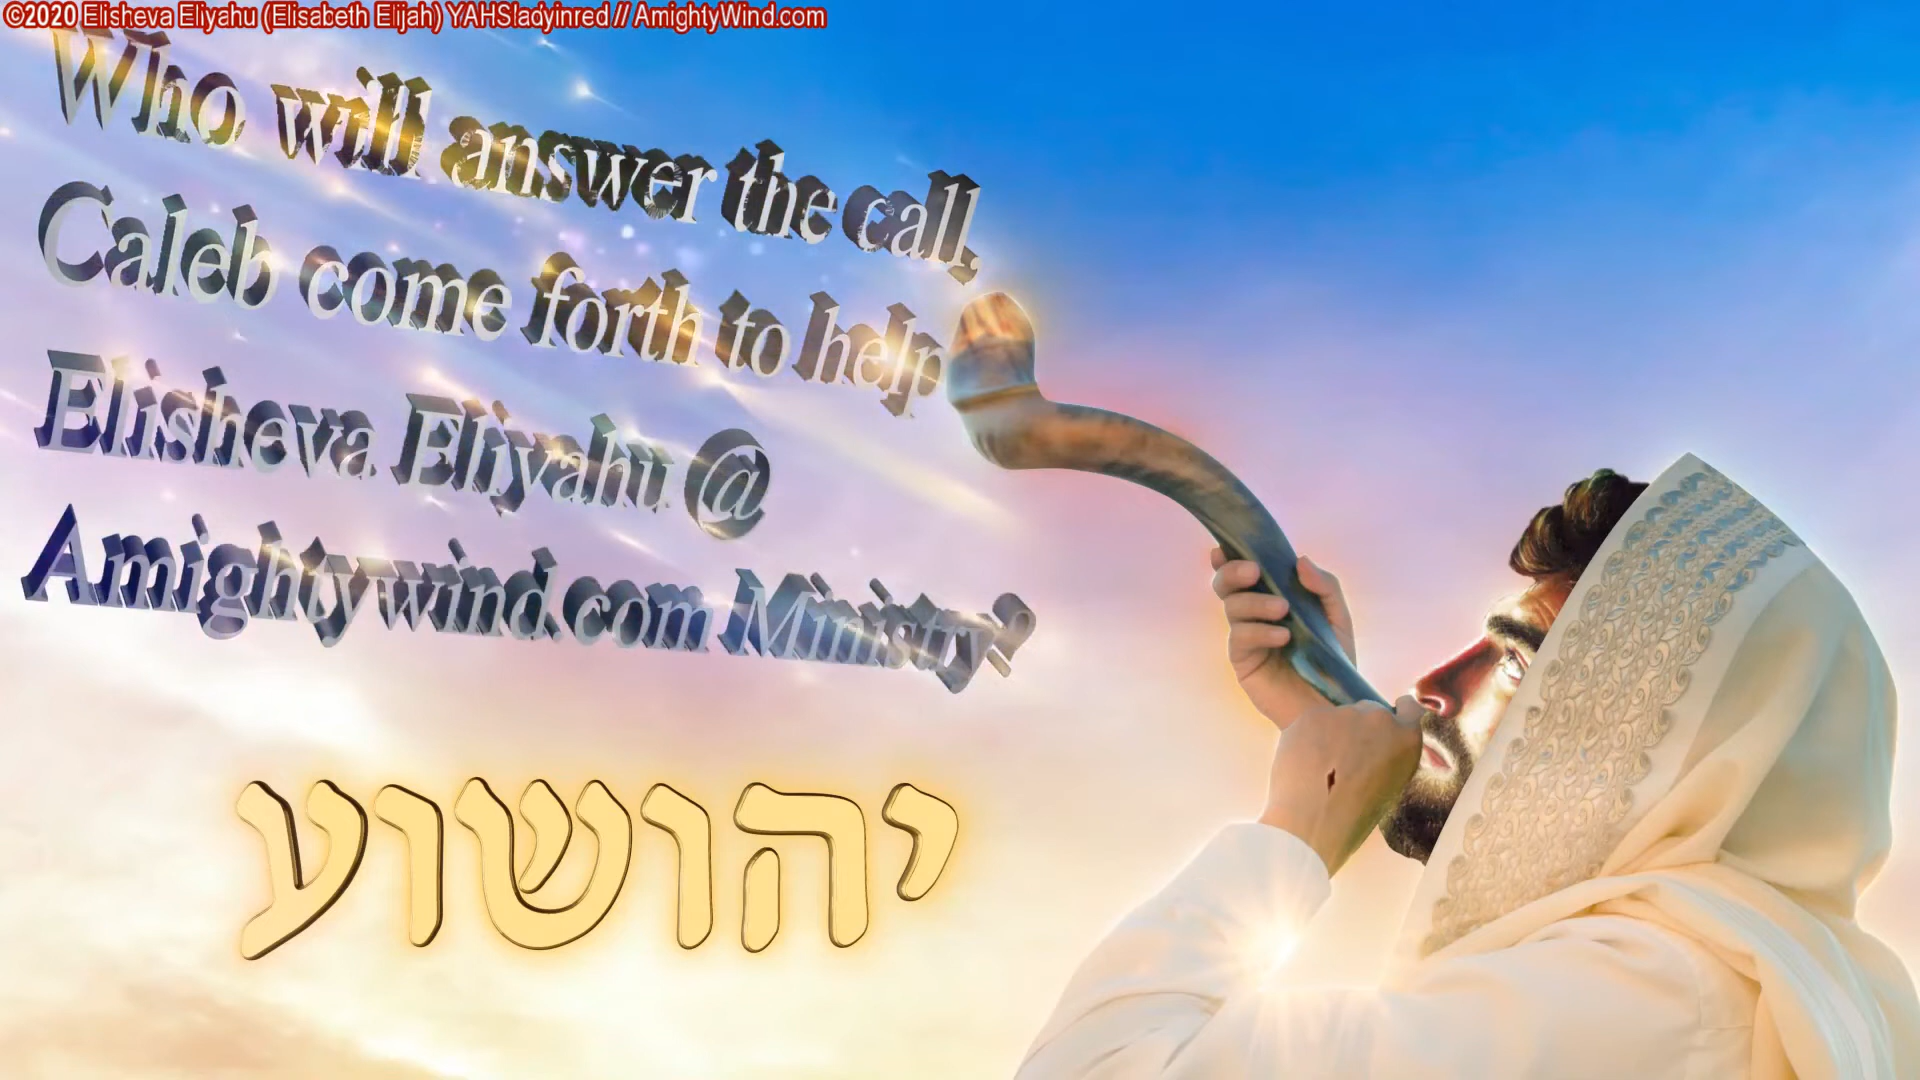 ©2020 Elisheva Eliyahu (Elisabeth Elijah) YAHSladyinred // AmightyWind.com
Who will answer the call,
Caleb come forth to help
Elisheva Eliyahu @
Amightywind.com Ministry?
יהושוע